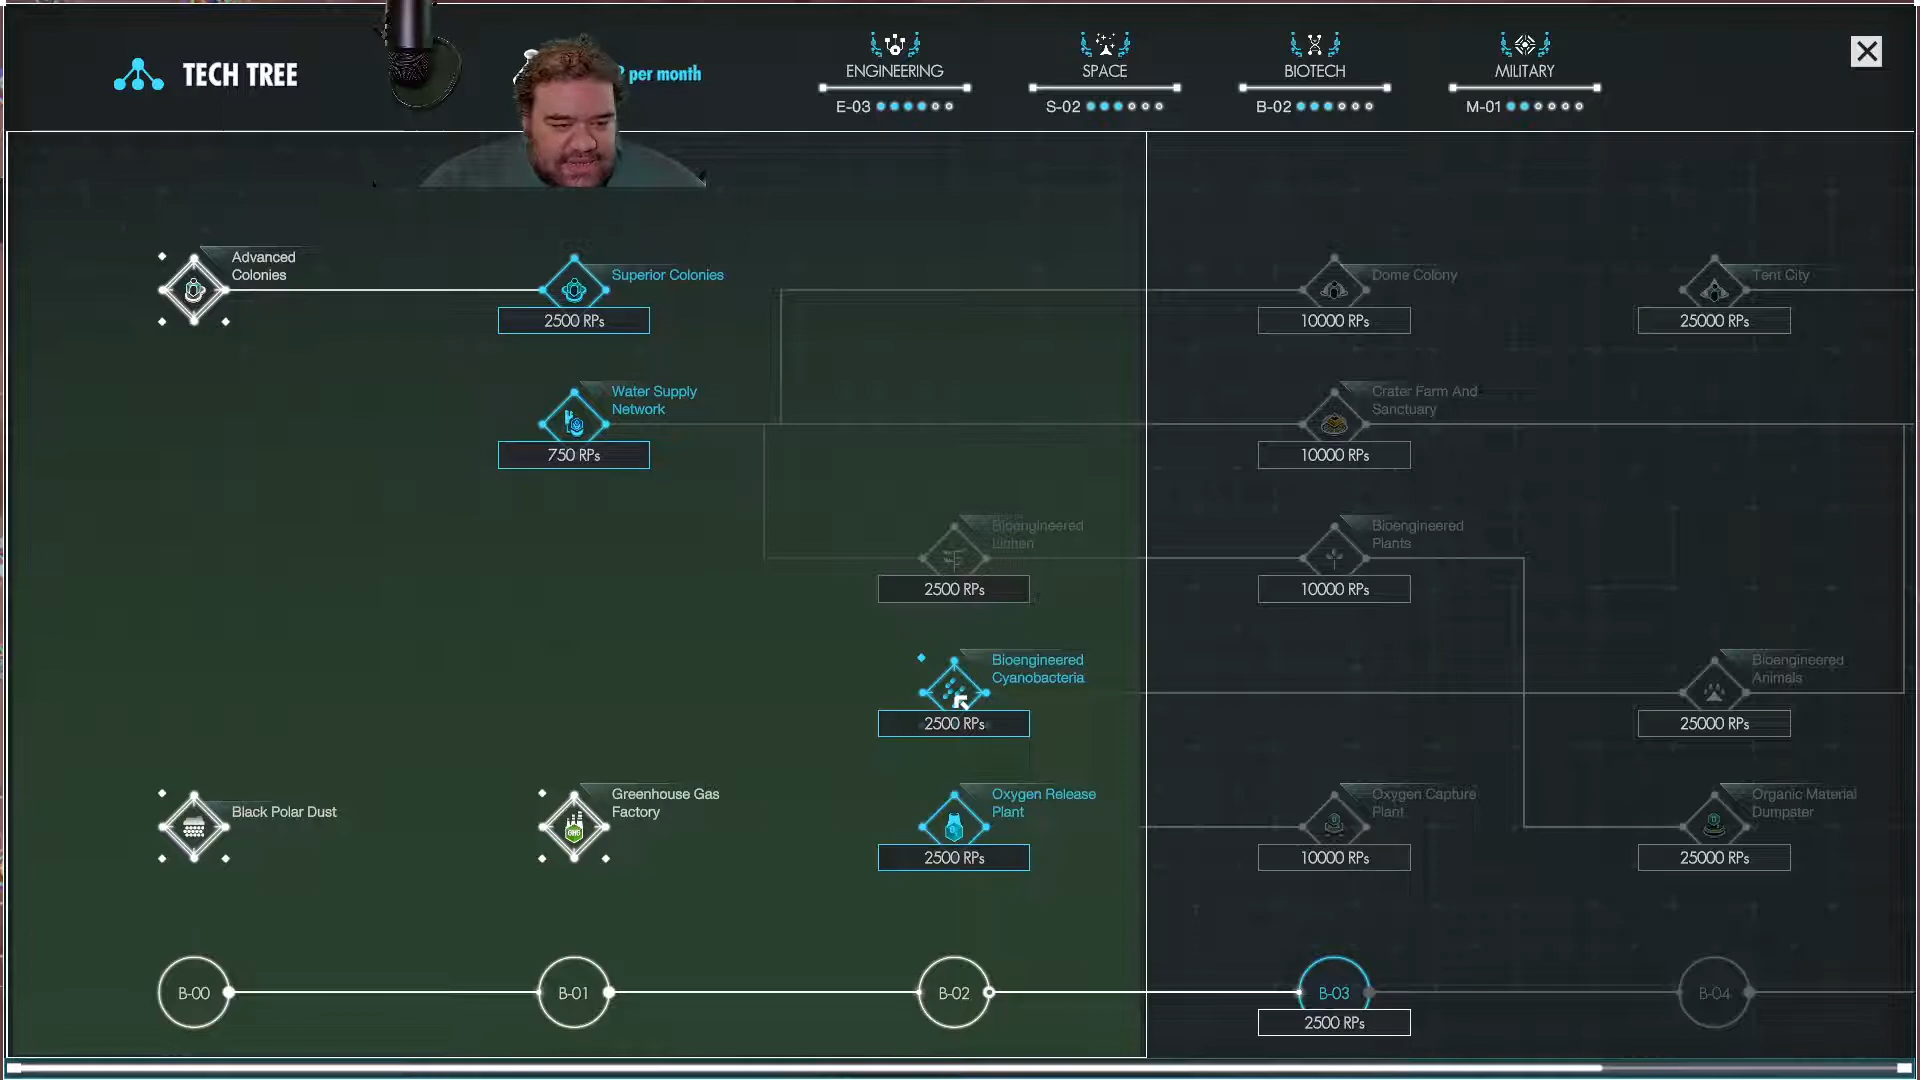 TECH TREE
per month
ENGINEERING
E-03
SPACE
S-02
BIOTECH
B-02
MILITARY
M-01
Advanced
Colonies
Superior Colonies
2500 RPs
Dome Colony
10000 RPs
Tent City
25000 RPs
Water Supply
Network
750 RPs
Crater Farm And
Sanctuary
10000 RPs
Bioengineered
Lichen
2500 RPs
Bioengineered
Plants
10000 RPs
Bioengineered
Cyanobacteria
2500 RPs
Bioengineered
Animals
25000 RPs
Black Polar Dust
Greenhouse Gas
Factory
GHG
Oxygen Release
Plant
2500 RPs
Oxygen Capture
Plant
10000 RPs
Organic Material
Dumpster
25000 RPs
B-00
B-01
B-02
B-03
2500 RPs
B-04